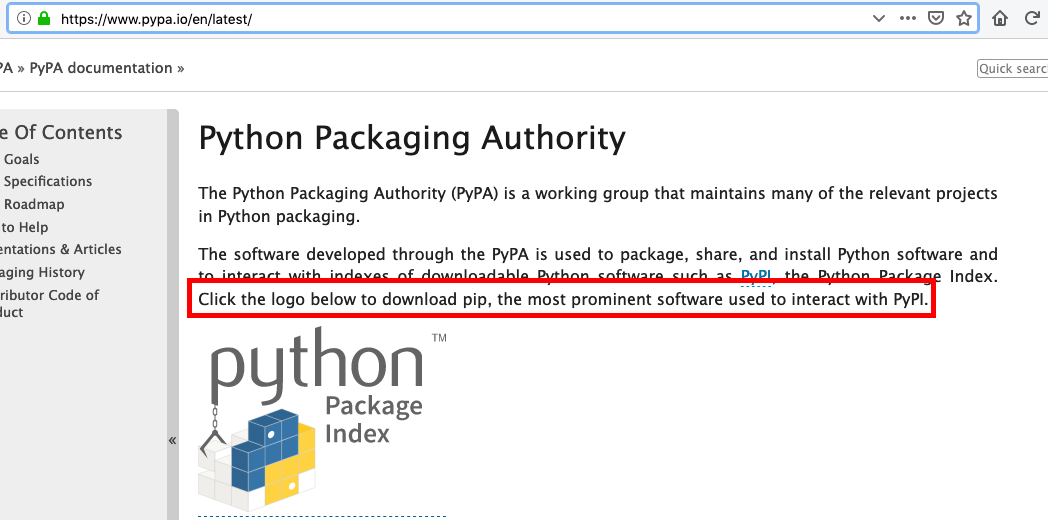 https://www.pypa.io/en/latest/
PA » PyPA documentation »
Quick searc
e Of Contents
Goals
Specifications
Roadmap
to Help
entations & Articles
aging History
ributor Code of
duct
«
Python Packaging Authority
The Python Packaging Authority (PyPA) is a working group that maintains many of the relevant projects
in Python packaging.
The software developed through the PyPA is used to package, share, and install Python software and
to interact with indexes of downloadable Python software such as PyPI, the Python Package Index.
Click the logo below to download pip, the most prominent software used to interact with PyPI.
python™
Package
Index